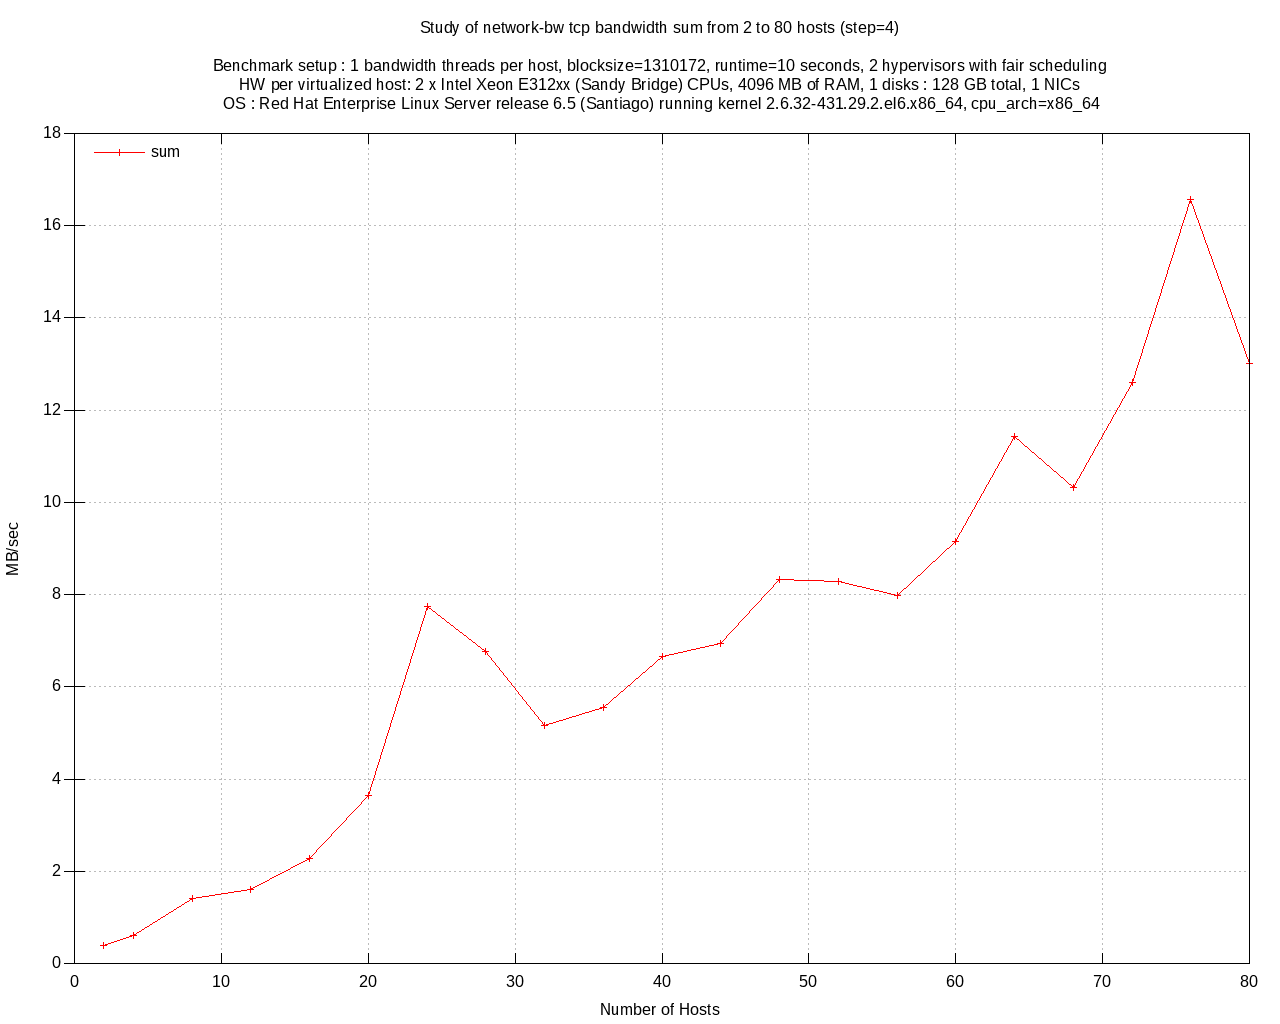 Study of network-bw tcp bandwidth sum from 2 to 80 hosts (step=4)
Benchmark setup : 1 bandwidth threads per host, blocksize=1310172, runtime=10 seconds, 2 hypervisors with fair scheduling
HW per virtualized host: 2 x Intel Xeon E312xx (Sandy Bridge) CPUs, 4096 MB of RAM, 1 disks : 128 GB total, 1 NICs
OS : Red Hat Enterprise Linux Server release 6.5 (Santiago) running kernel 2.6.32-431.29.2.el6.x86_64, cpu_arch=x86_64
18
sum
16
14
12
10
MB/sec
8
6
4
2
0
0 10 20 30 40 50 60 70 80
Number of Hosts